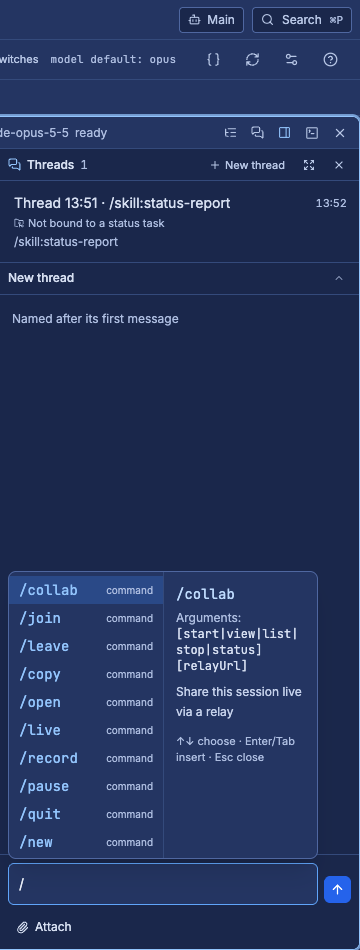 Main
Search ⌘P
witches model default: opus
de-opus-5-5 ready
Threads 1
+ New thread
Thread 13:51 · /skill:status-report
13:52
Not bound to a status task
/skill:status-report
New thread
Named after its first message
/collab command
/join command
/leave command
/copy command
/open command
/live command
/record command
/pause command
/quit command
/new command
/collab
Arguments:
[start|view|list|
stop|status]
[relayUrl]
Share this session live
via a relay
↑↓ choose · Enter/Tab
insert · Esc close
/
Attach